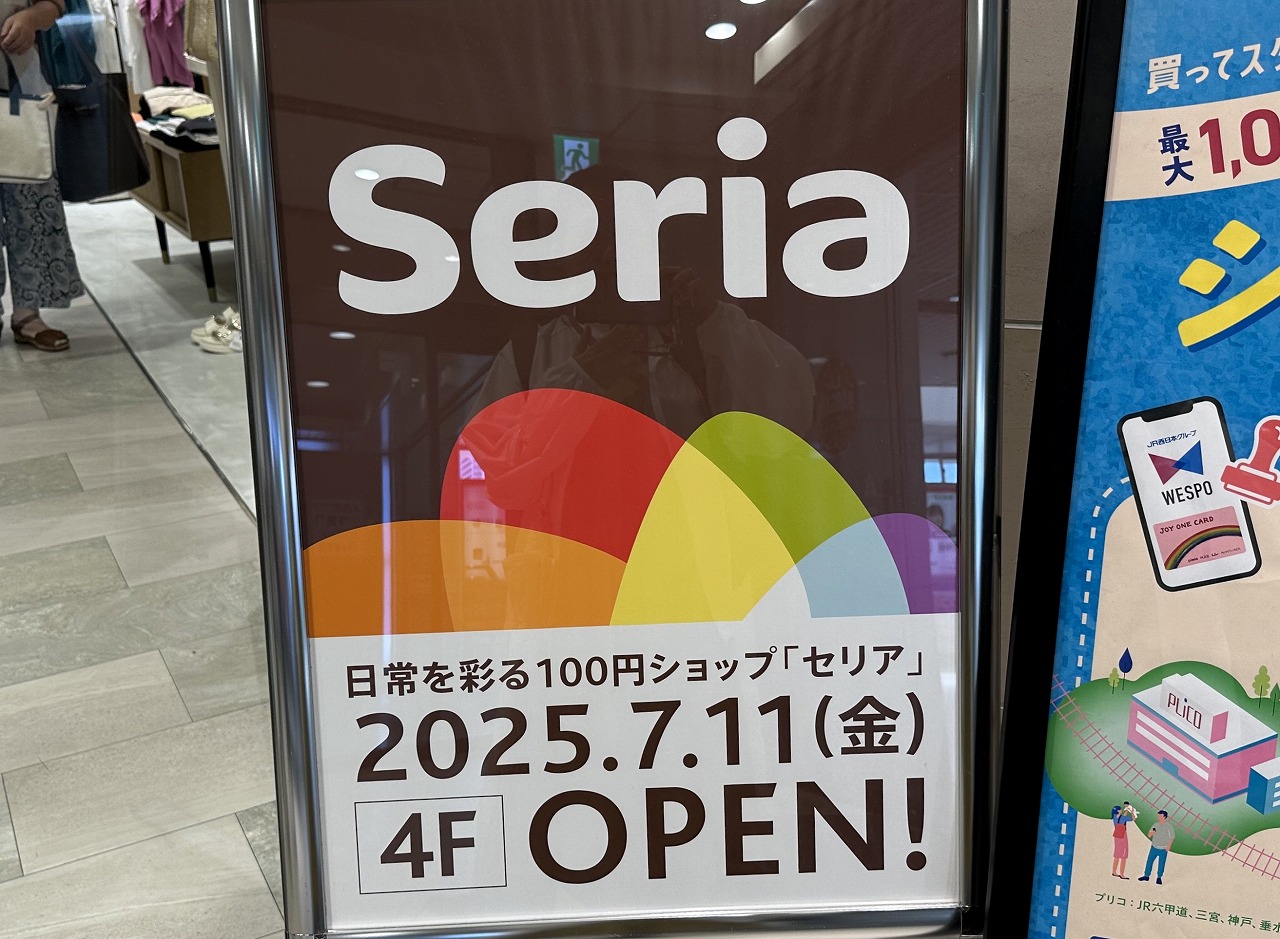 Seria
日常を彩る100円ショップ「セリア」
2025.7.11(金)
4F
OPEN!
買ってスタ
最大
1,0
JR西日本グループ
WESPO
JOY ONE CARD
PLiCO
プリコ:JR六甲道、三宮、神戸、垂水